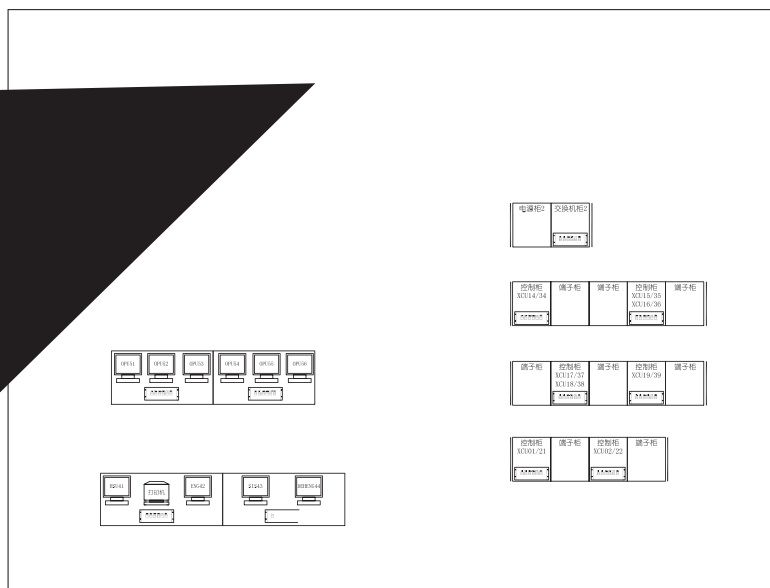 电源柜2 交换机柜2
控制柜 端子柜 端子柜 控制柜 端子柜
XCU14/34 XCU15/35
XCU16/36
端子柜 控制柜 端子柜 控制柜 端子柜
XCU17/37 XCU19/39
XCU18/38
OPU51 OPU52 OPU53 OPU54 OPU55 OPU56
控制柜 端子柜 控制柜 端子柜
XCU01/21 XCU02/22
ENG42